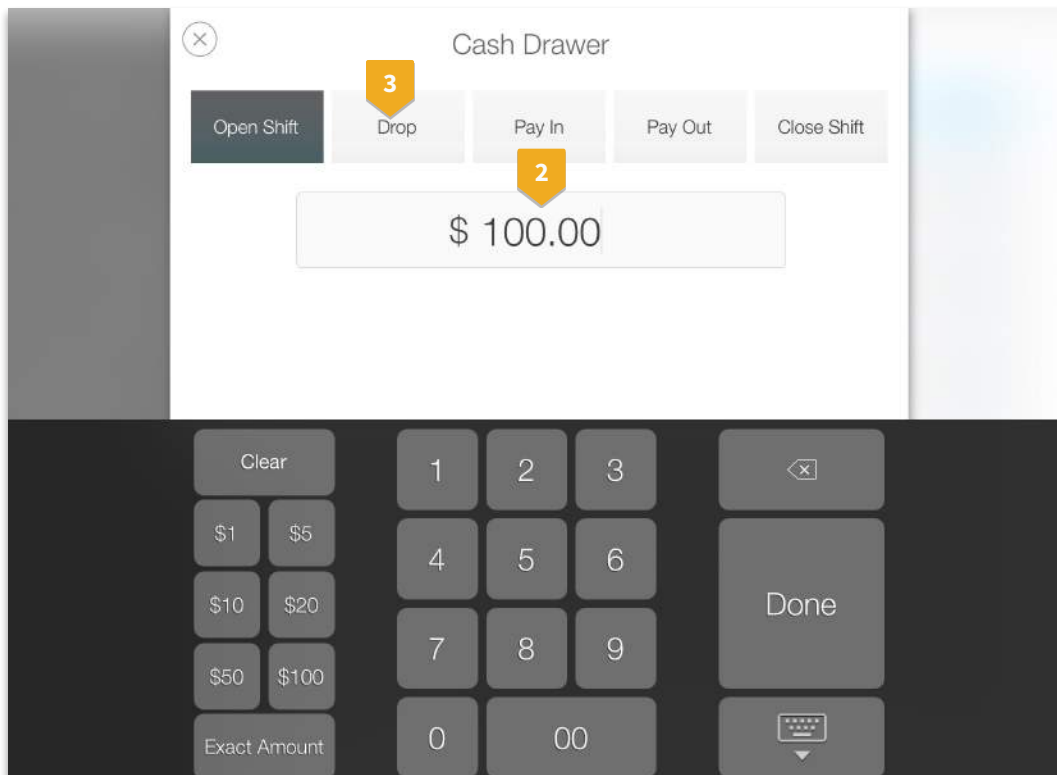 Cash Drawer
3
Open Shift Drop Pay In Pay Out Close Shift
2
$ 100.00
Clear 1 2 3
$1 $5
4 5 6
$10 $20 Done
7 8 9
$50 $100
Exact Amount 0 00